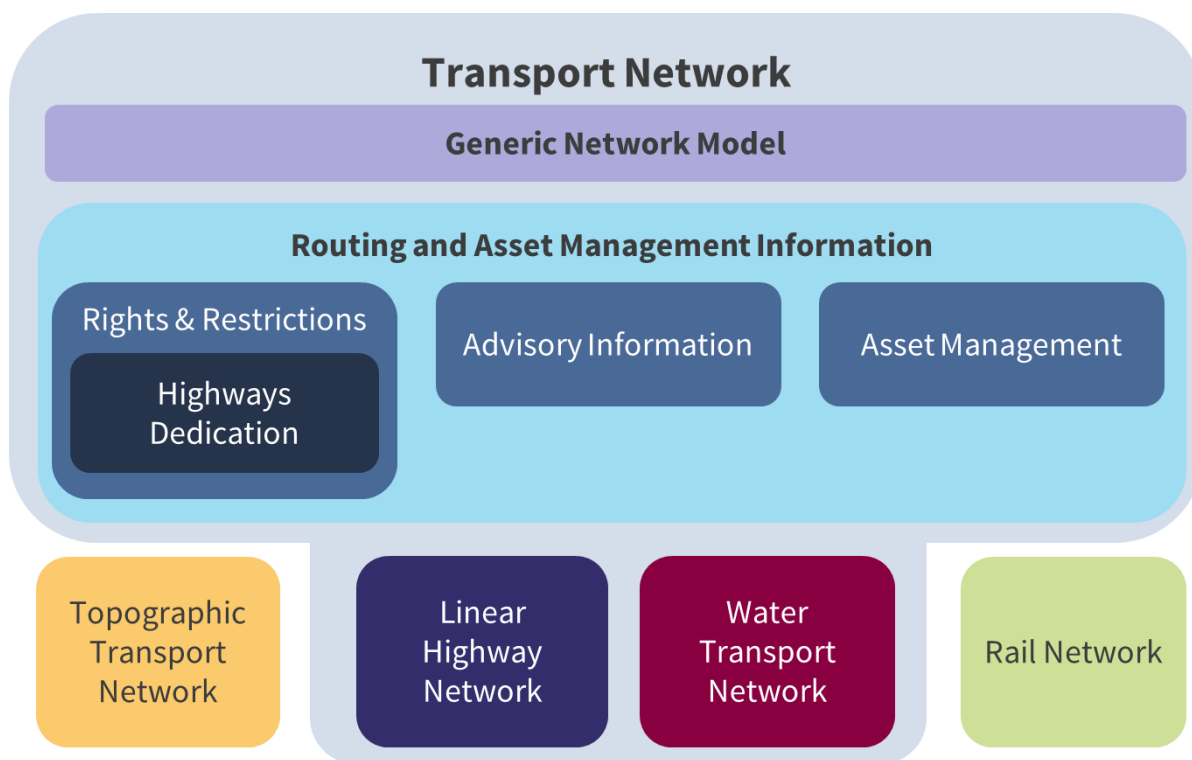 Transport Network
Generic Network Model
Routing and Asset Management Information
Rights & Restrictions
Highways
Dedication
Advisory Information
Asset Management
Topographic
Transport
Network
Linear
Highway
Network
Water
Transport
Network
Rail Network